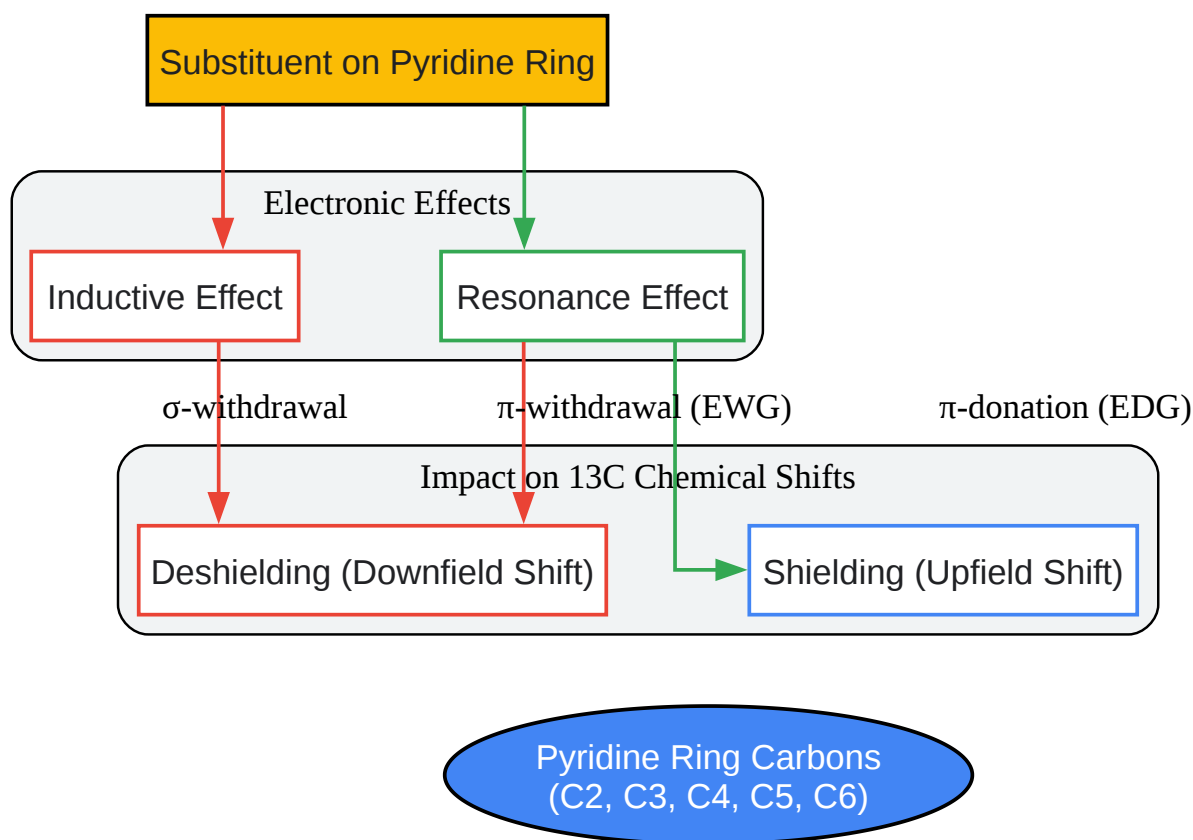 Substituent on Pyridine Ring
Electronic Effects
Inductive Effect
Resonance Effect
σ-withdrawal
π-withdrawal (EWG)
π-donation (EDG)
Impact on 13C Chemical Shifts
Deshielding (Downfield Shift)
Shielding (Upfield Shift)
Pyridine Ring Carbons
(C2, C3, C4, C5, C6)